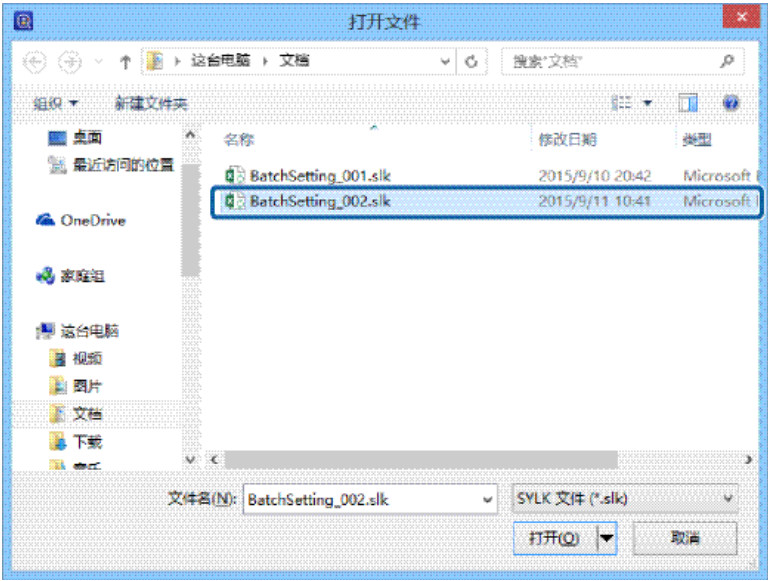 打开文件
这台电脑 文档
搜索"文档"
组织 新建文件夹
桌面
最近访问的位置
OneDrive
家庭组
这台电脑
视频
图片
文档
下载
音乐
名称 修改日期 类型
BatchSetting_001.slk 2015/9/10 20:42 Microsoft
BatchSetting_002.slk 2015/9/11 10:41 Microsoft
文件名(N): BatchSetting_002.slk SYLK 文件 (*.slk)
打开(O) 取消